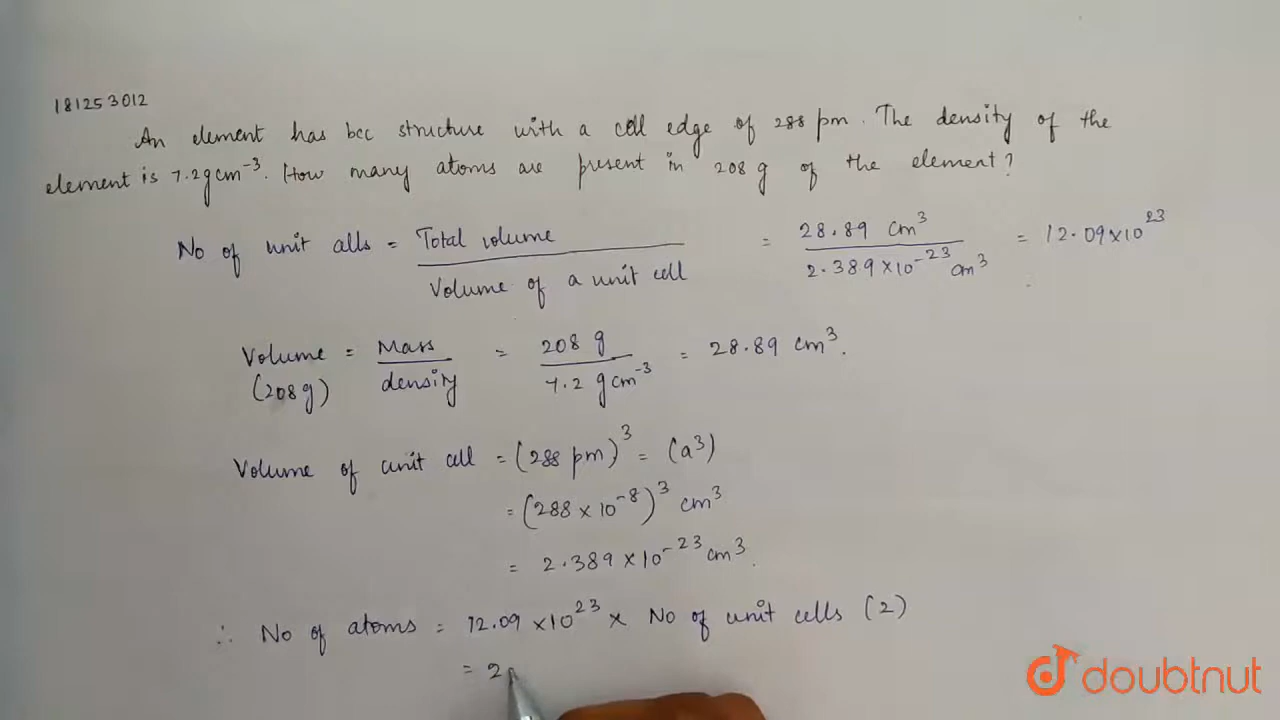 181253012
An element has bcc structure with a cell edge of 288 pm. The density of the
element is 7.2 g cm⁻³. How many atoms are present in 208 g of the element?
No of unit cells = Total volume / Volume of a unit cell = 28.89 cm³ / 2.389 × 10⁻²³ cm³ = 12.09 × 10²³
Volume (208 g) = Mass / density = 208 g / 7.2 g cm⁻³ = 28.89 cm³.
Volume of unit cell = (288 pm)³ = (a³)
= (288 × 10⁻⁸)³ cm³
= 2.389 × 10⁻²³ cm³.
∴ No of atoms = 12.09 × 10²³ × No of unit cells (2)
= 2
doubtnut